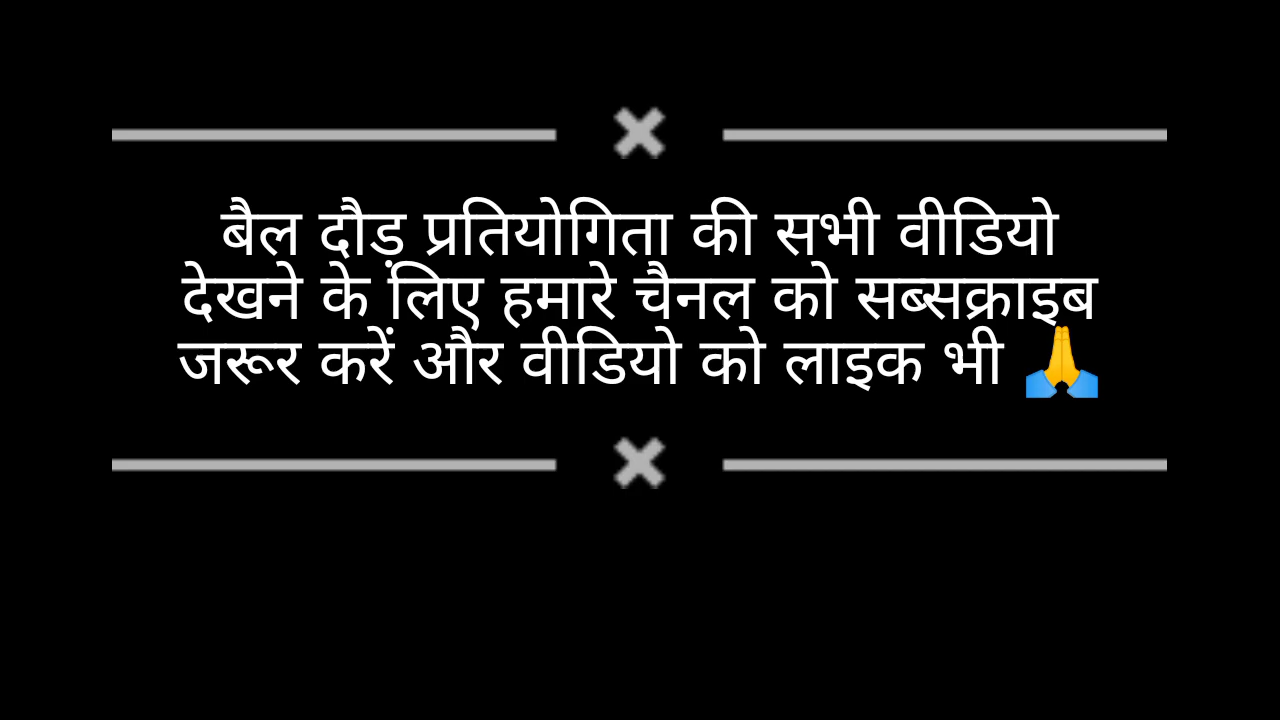 बैल दौड़ प्रतियोगिता की सभी वीडियो
देखने के लिए हमारे चैनल को सब्सक्राइब
जरूर करें और वीडियो को लाइक भी 🙏